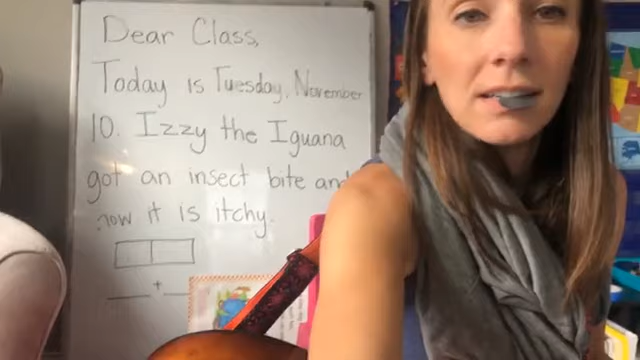 Dear Class,
Today is Tuesday, November
10. Izzy the Iguana
got an insect bite and
now it is itchy.
+